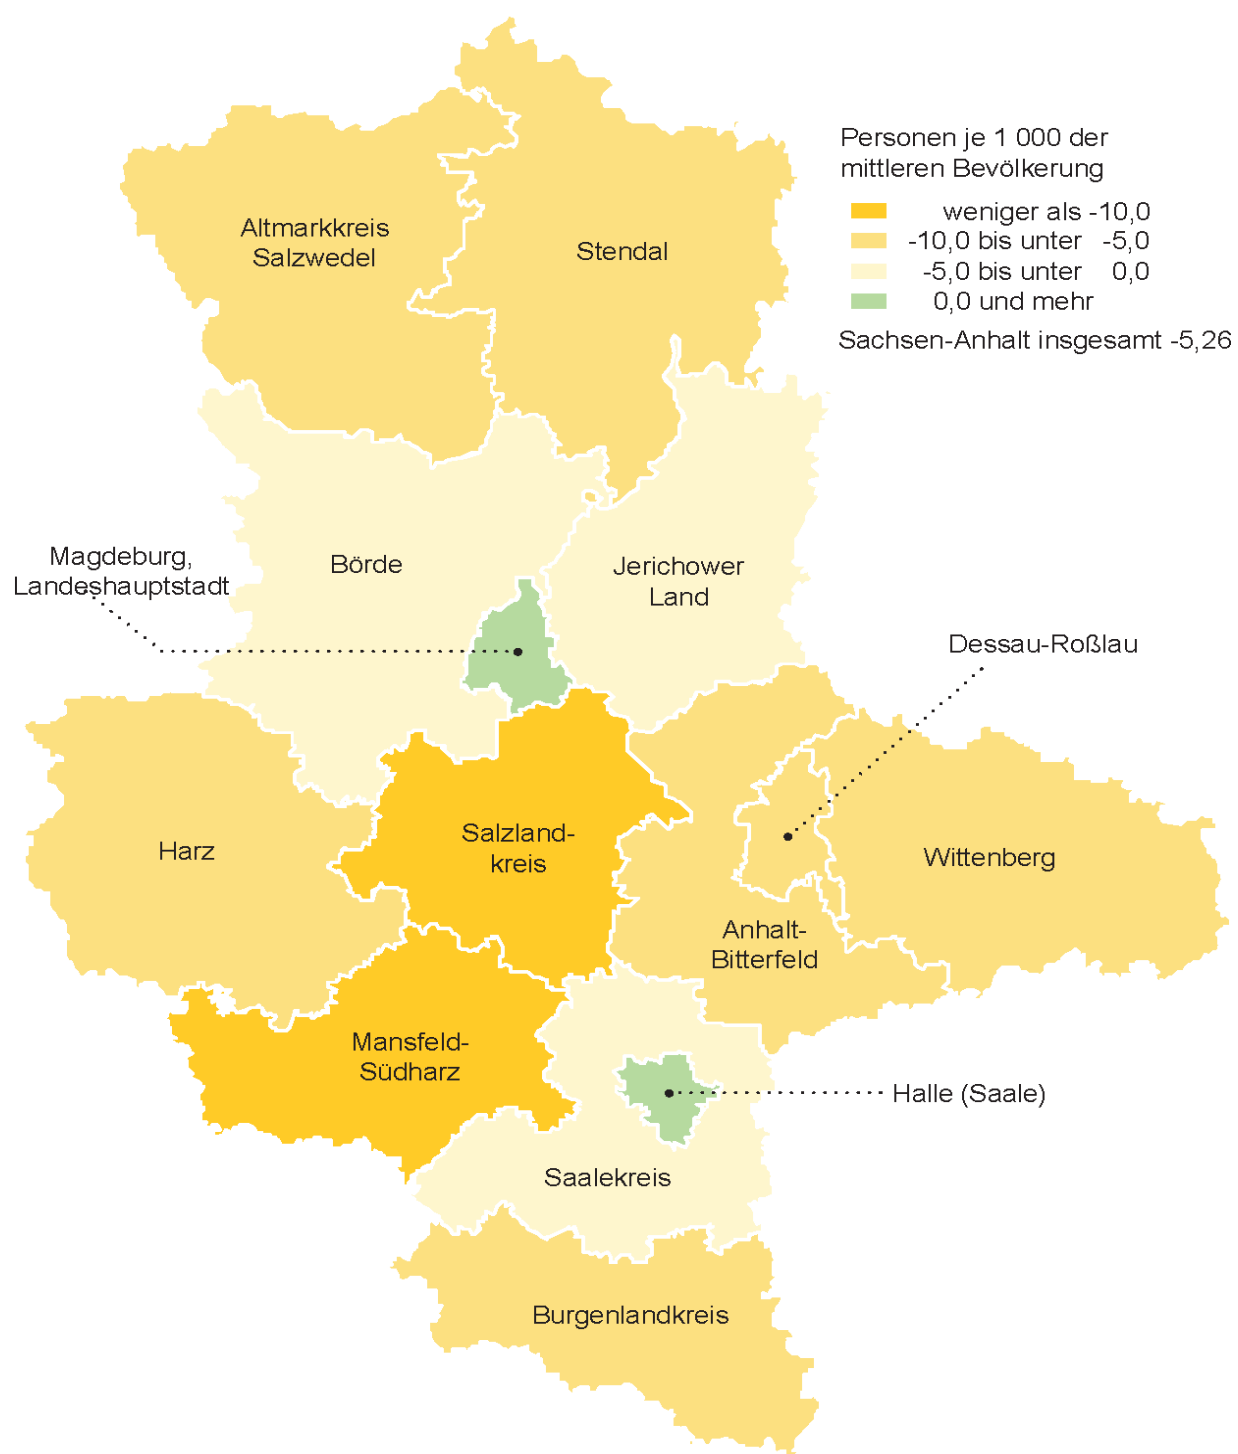 Personen je 1 000 der
mittleren Bevölkerung
weniger als -10,0
-10,0 bis unter -5,0
-5,0 bis unter 0,0
0,0 und mehr
Sachsen-Anhalt insgesamt -5,26
Altmarkkreis
Salzwedel
Stendal
Magdeburg,
Landeshauptstadt
Börde
Jerichower
Land
Dessau-Roßlau
Harz
Salzland-
kreis
Wittenberg
Anhalt-
Bitterfeld
Mansfeld-
Südharz
Halle (Saale)
Saalekreis
Burgenlandkreis